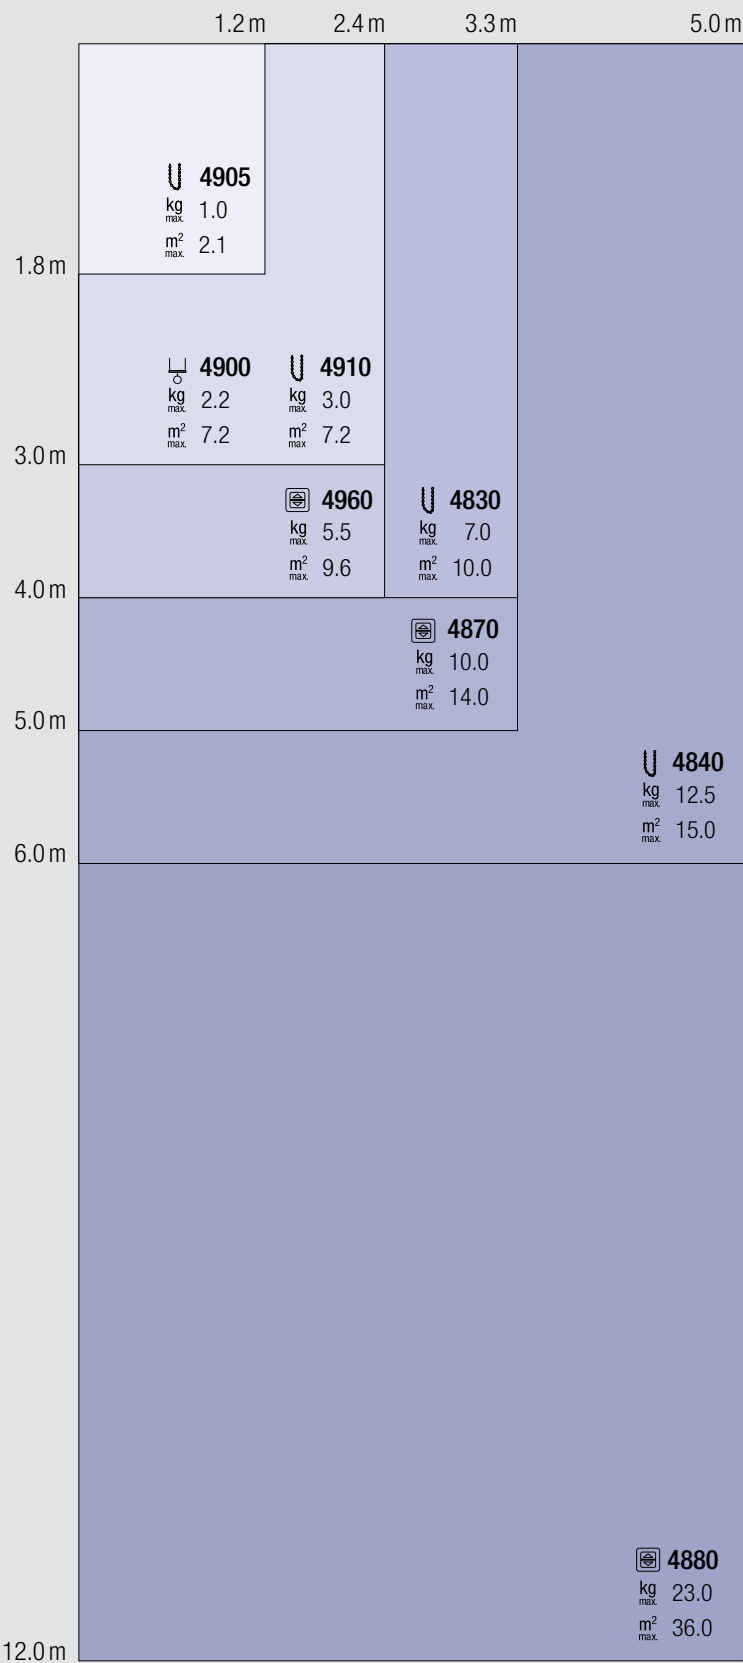 1.2 m 2.4 m 3.3 m 5.0 m
4905
kg max. 1.0
m² max. 2.1
1.8 m
4900
kg max. 2.2
m² max. 7.2
4910
kg max. 3.0
m² max 7.2
3.0 m
4960
kg max. 5.5
m² max. 9.6
4830
kg max. 7.0
m² max. 10.0
4.0 m
4870
kg max. 10.0
m² max. 14.0
5.0 m
4840
kg max. 12.5
m² max. 15.0
6.0 m
4880
kg max. 23.0
m² max. 36.0
12.0 m